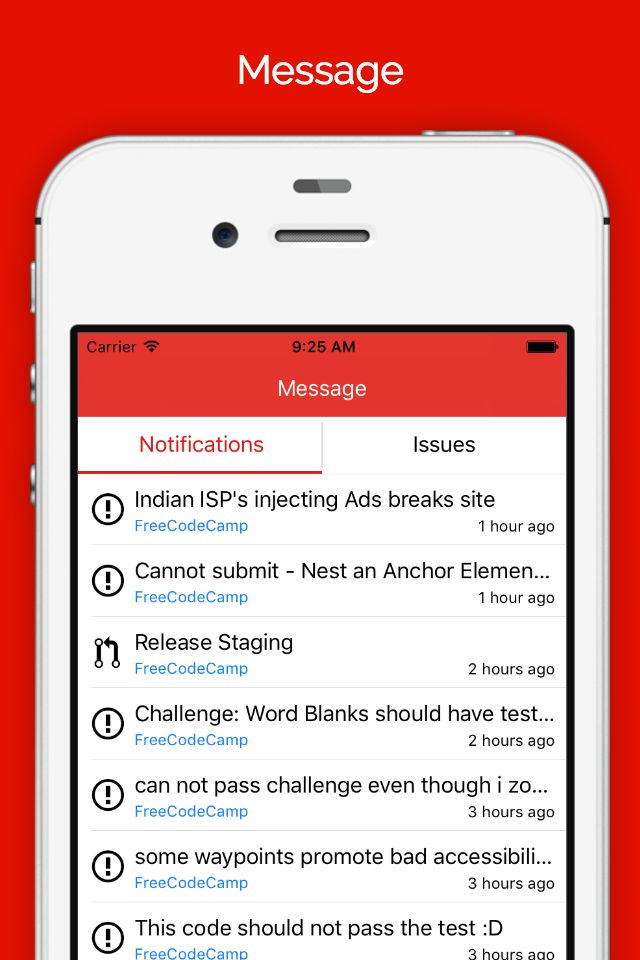 Message
Carrier 9:25 AM
Message
Notifications Issues
Indian ISP's injecting Ads breaks site
FreeCodeCamp 1 hour ago
Cannot submit - Nest an Anchor Elemen...
FreeCodeCamp 1 hour ago
Release Staging
FreeCodeCamp 2 hours ago
Challenge: Word Blanks should have test...
FreeCodeCamp 2 hours ago
can not pass challenge even though i zo...
FreeCodeCamp 3 hours ago
some waypoints promote bad accessibili...
FreeCodeCamp 3 hours ago
This code should not pass the test :D
FreeCodeCamp 3 hours ago